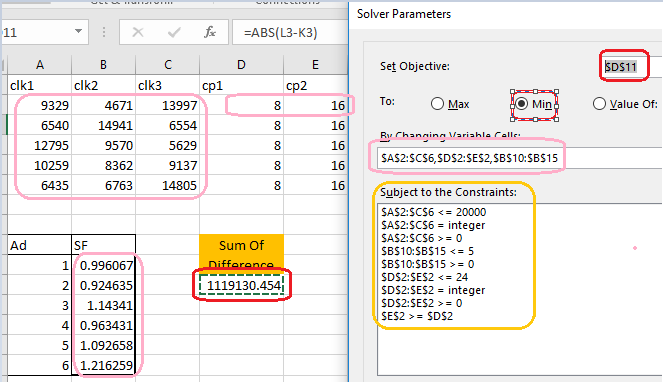 Solver Parameters
11
=ABS(L3-K3)
A B C D E
clk1 clk2 clk3 cp1 cp2
9329 4671 13997 8 16
6540 14941 6554 8 16
12795 9570 5629 8 16
10259 8362 9137 8 16
6435 6763 14805 8 16
Ad SF
1 0.996067
2 0.924635
3 1.14341
4 0.963431
5 1.092658
6 1.216259
Sum Of
Difference
1119130.454
Set Objective: $D$11
To: Max Min Value Of:
By Changing Variable Cells:
$A$2:$C$6,$D$2:$E$2,$B$10:$B$15
Subject to the Constraints:
$A$2:$C$6 <= 20000
$A$2:$C$6 = integer
$A$2:$C$6 >= 0
$B$10:$B$15 <= 5
$B$10:$B$15 >= 0
$D$2:$E$2 <= 24
$D$2:$E$2 = integer
$D$2:$E$2 >= 0
$E$2 >= $D$2